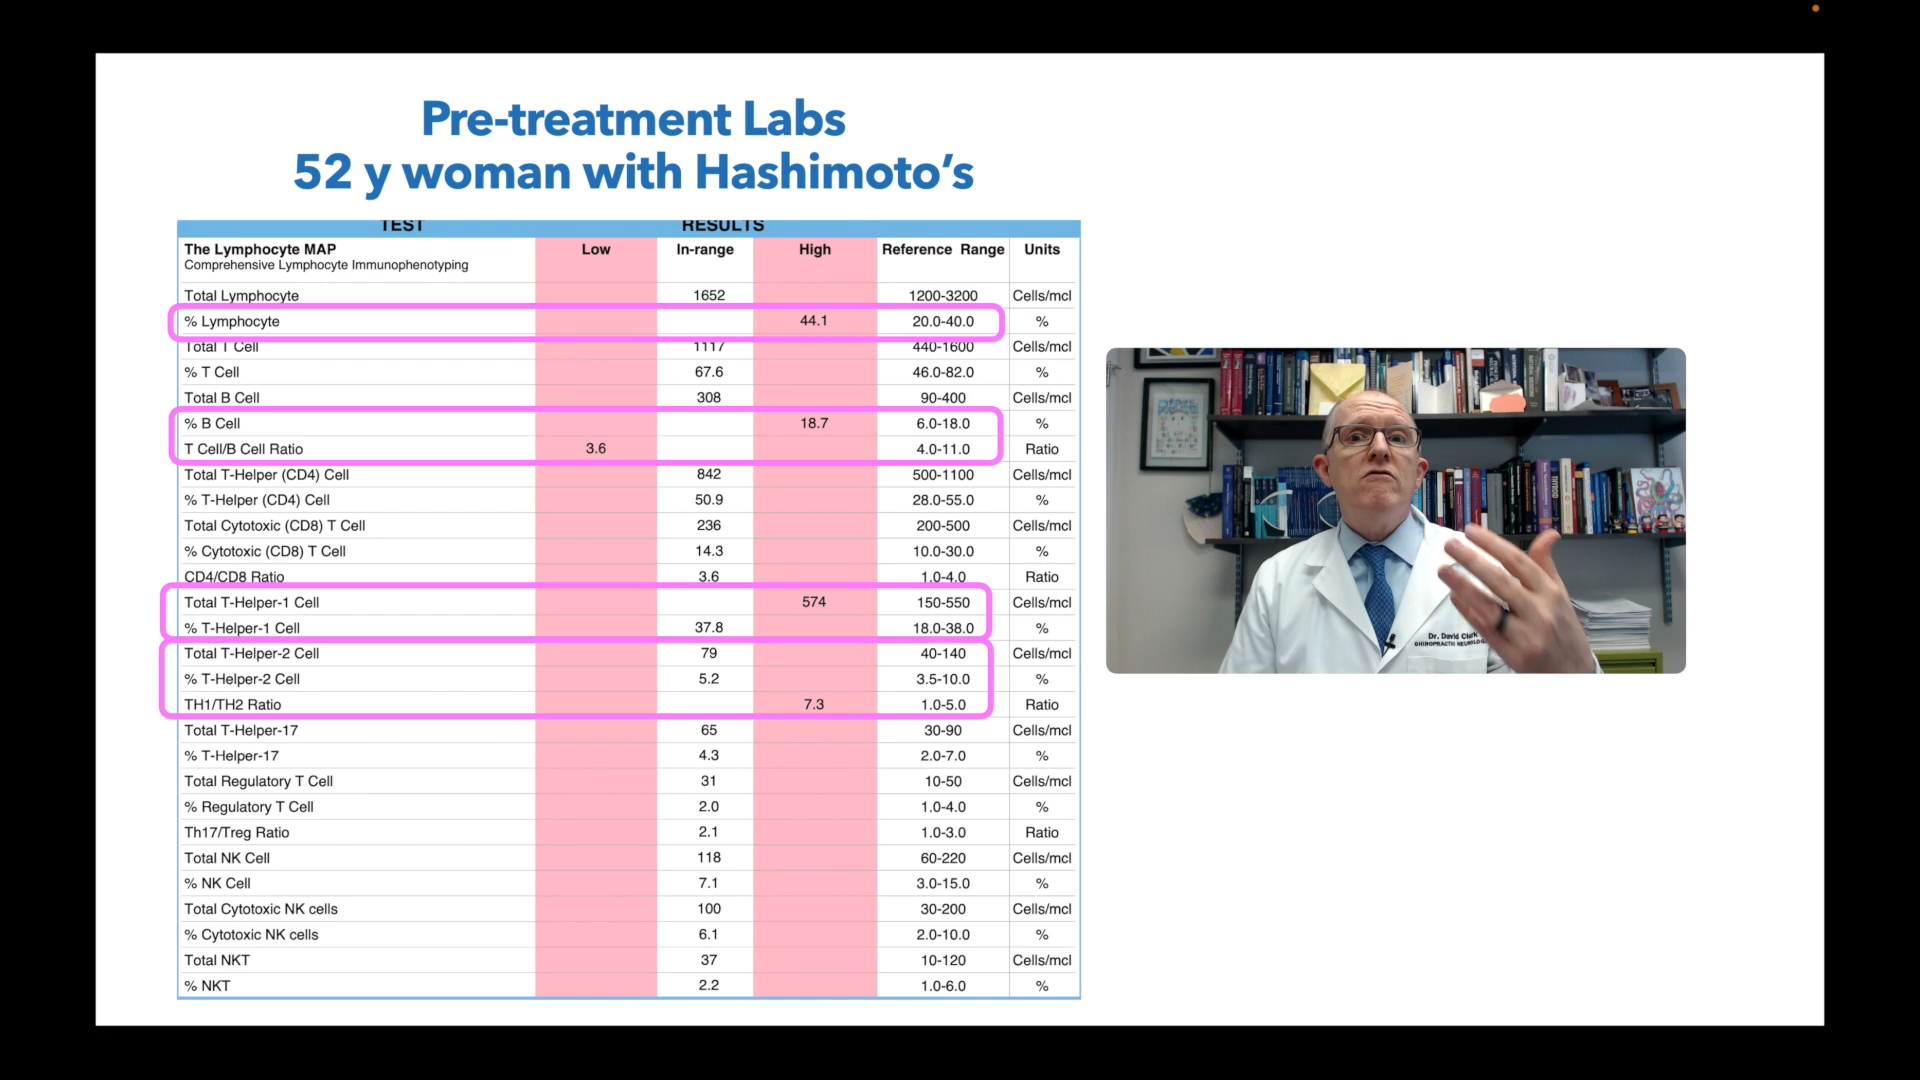 Pre-treatment Labs
52 y woman with Hashimoto's
TEST RESULTS
The Lymphocyte MAP Low In-range High Reference Range Units
Comprehensive Lymphocyte Immunophenotyping
Total Lymphocyte 1652 1200-3200 Cells/mcl
% Lymphocyte 44.1 20.0-40.0 %
Total T Cell 1117 440-1600 Cells/mcl
% T Cell 67.6 46.0-82.0 %
Total B Cell 308 90-400 Cells/mcl
% B Cell 18.7 6.0-18.0 %
T Cell/B Cell Ratio 3.6 4.0-11.0 Ratio
Total T-Helper (CD4) Cell 842 500-1100 Cells/mcl
% T-Helper (CD4) Cell 50.9 28.0-55.0 %
Total Cytotoxic (CD8) T Cell 236 200-500 Cells/mcl
% Cytotoxic (CD8) T Cell 14.3 10.0-30.0 %
CD4/CD8 Ratio 3.6 1.0-4.0 Ratio
Total T-Helper-1 Cell 574 150-550 Cells/mcl
% T-Helper-1 Cell 37.8 18.0-38.0 %
Total T-Helper-2 Cell 79 40-140 Cells/mcl
% T-Helper-2 Cell 5.2 3.5-10.0 %
TH1/TH2 Ratio 7.3 1.0-5.0 Ratio
Total T-Helper-17 65 30-90 Cells/mcl
% T-Helper-17 4.3 2.0-7.0 %
Total Regulatory T Cell 31 10-50 Cells/mcl
% Regulatory T Cell 2.0 1.0-4.0 %
Th17/Treg Ratio 2.1 1.0-3.0 Ratio
Total NK Cell 118 60-220 Cells/mcl
% NK Cell 7.1 3.0-15.0 %
Total Cytotoxic NK cells 100 30-200 Cells/mcl
% Cytotoxic NK cells 6.1 2.0-10.0 %
Total NKT 37 10-120 Cells/mcl
% NKT 2.2 1.0-6.0 %
Dr. David Clark
CHIROPRACTIC